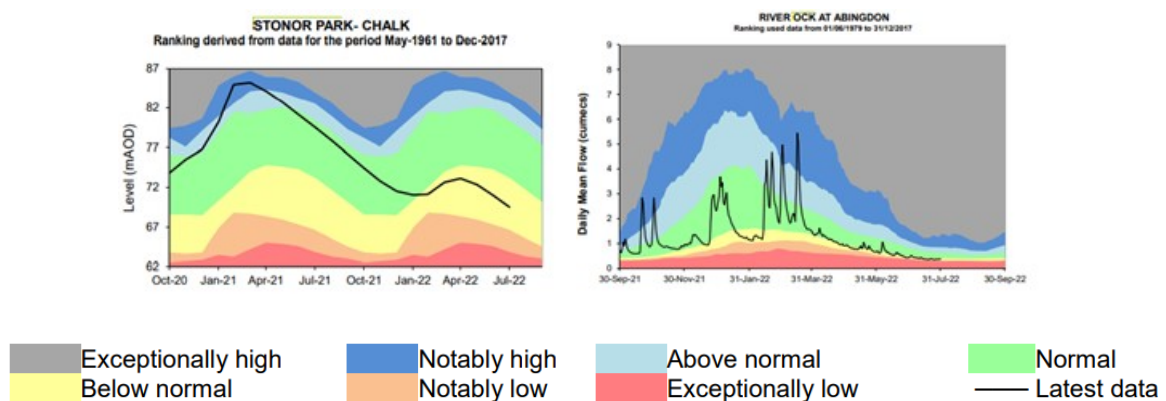 STONOR PARK- CHALK
Ranking derived from data for the period May-1961 to Dec-2017
87
82
77
72
67
62
Level (mAOD)
Oct-20 Jan-21 Apr-21 Jul-21 Oct-21 Jan-22 Apr-22 Jul-22
RIVER OCK AT ABINGDON
Ranking used data from 01/06/1979 to 31/12/2017
9
8
7
6
5
4
3
2
1
0
Daily Mean Flow (cumecs)
30-Sep-21 30-Nov-21 31-Jan-22 31-Mar-22 31-May-22 31-Jul-22 30-Sep-22
Exceptionally high Notably high Above normal Normal
Below normal Notably low Exceptionally low Latest data